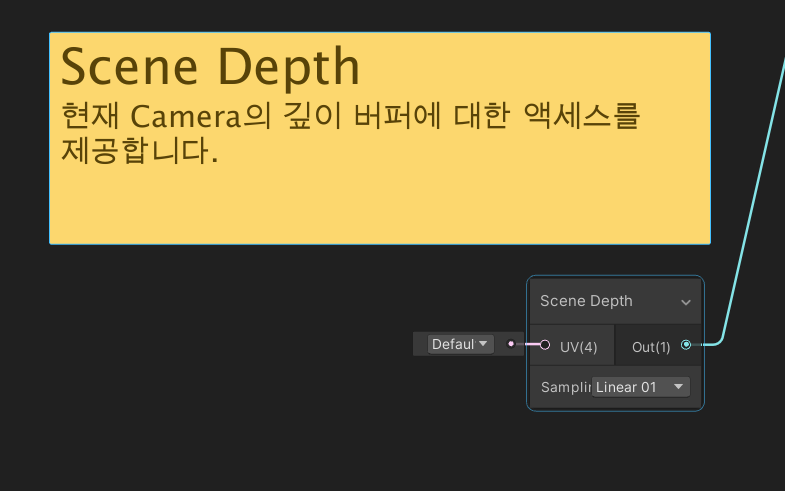 Scene Depth
현재 Camera의 깊이 버퍼에 대한 액세스를
제공합니다.
Scene Depth
Defaul
UV(4)
Out(1)
Samplin
Linear 01